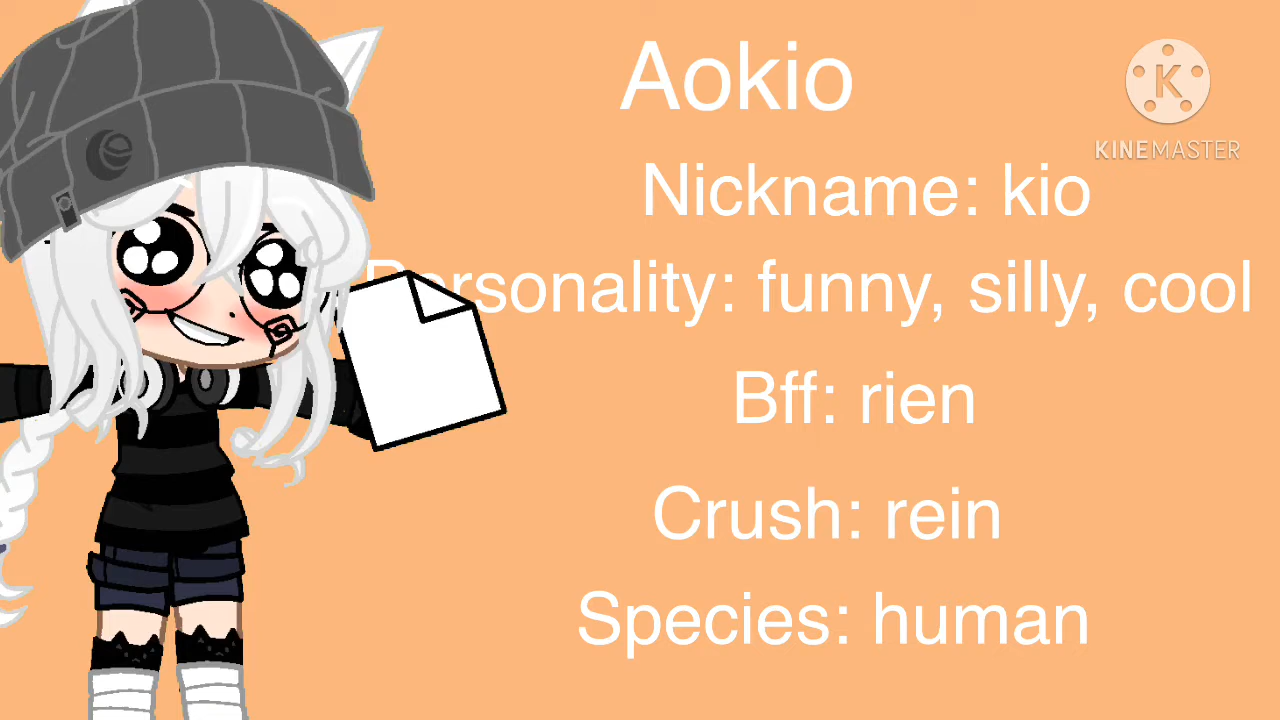 Aokio
K
KINEMASTER
Nickname: kio
Personality: funny, silly, cool
Bff: rien
Crush: rein
Species: human